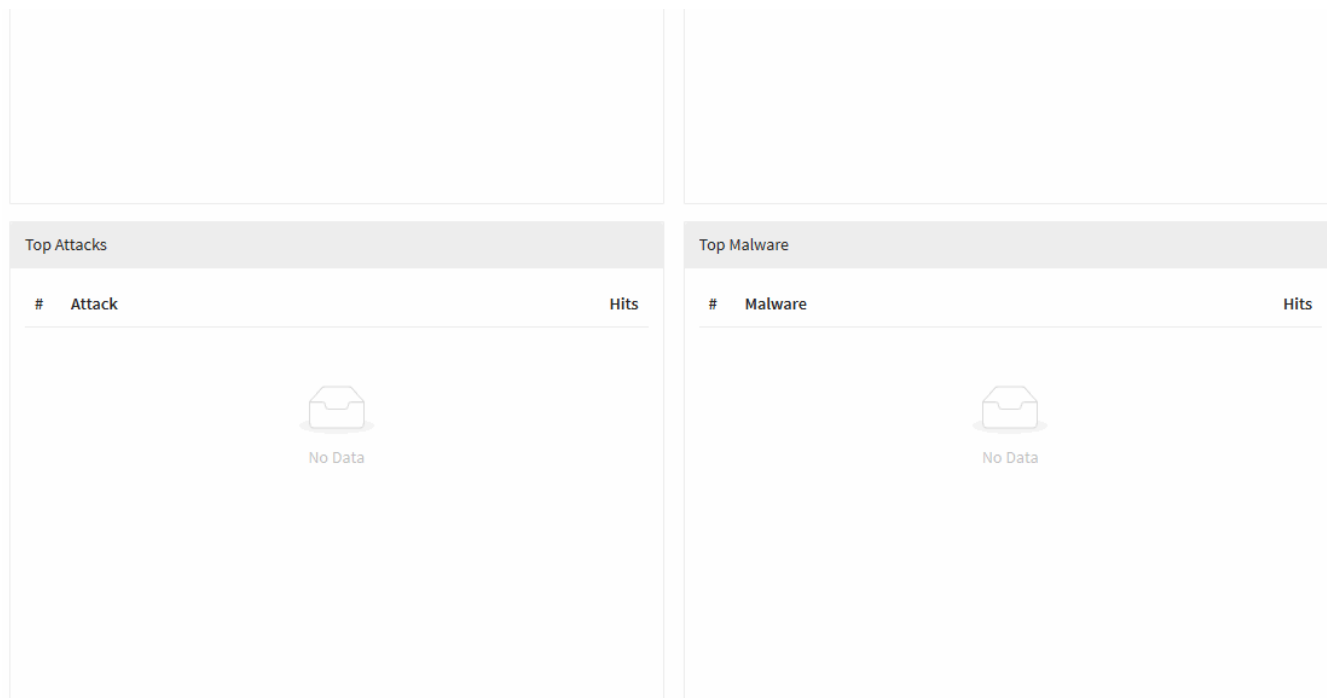 Top Attacks
Top Malware
# Attack Hits
# Malware Hits
No Data
No Data